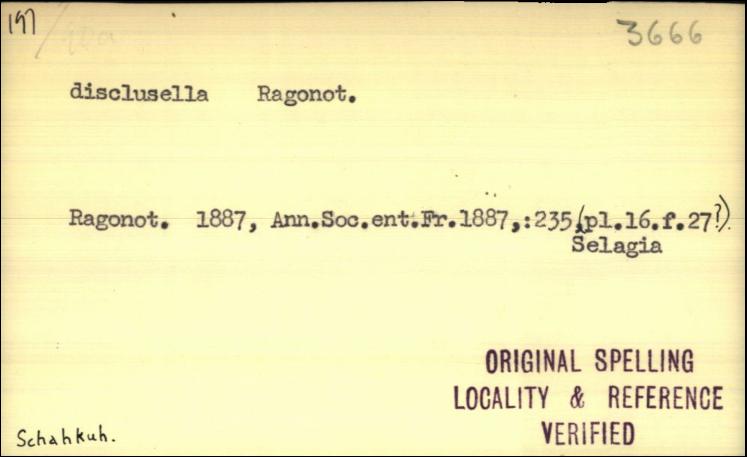 197
3666
disclusella Ragonot.
Ragonot. 1887, Ann.Soc.ent.Fr.1887,:235,(pl.16.f.27?).
Selagia
ORIGINAL SPELLING
LOCALITY & REFERENCE
VERIFIED
Schahkuh.